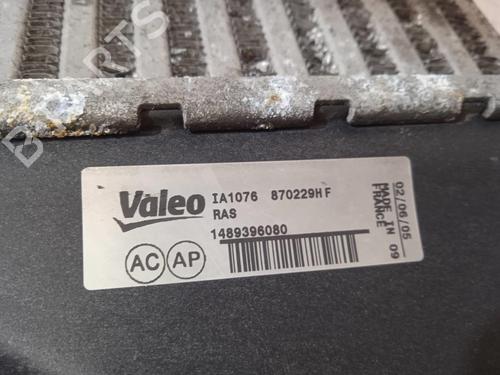 Valeo IA1076 870229HF
RAS
1489396080
AC AP
02/06/05
MADE IN
FRANCE 09